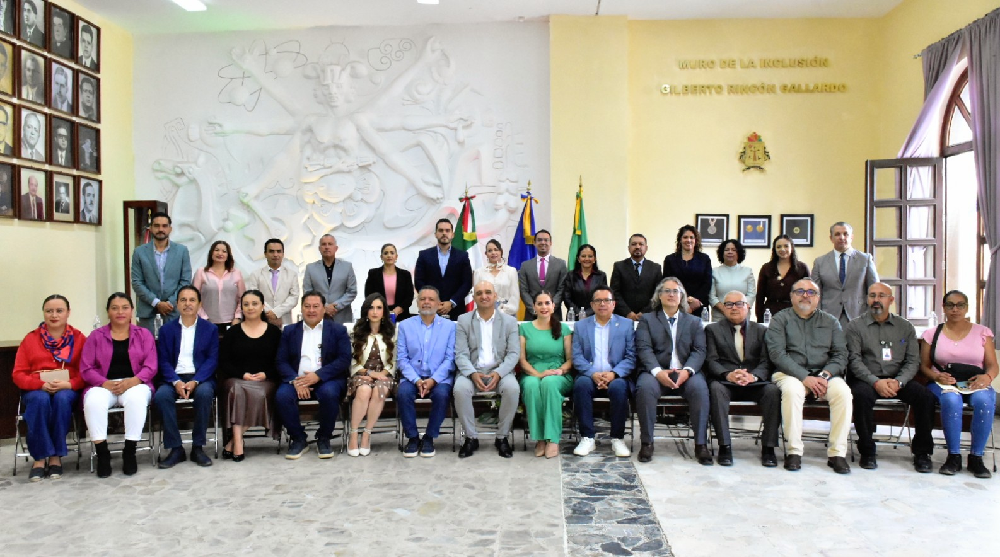 MURO DE LA INCLUSIÓN
GILBERTO RINCÓN GALLARDO